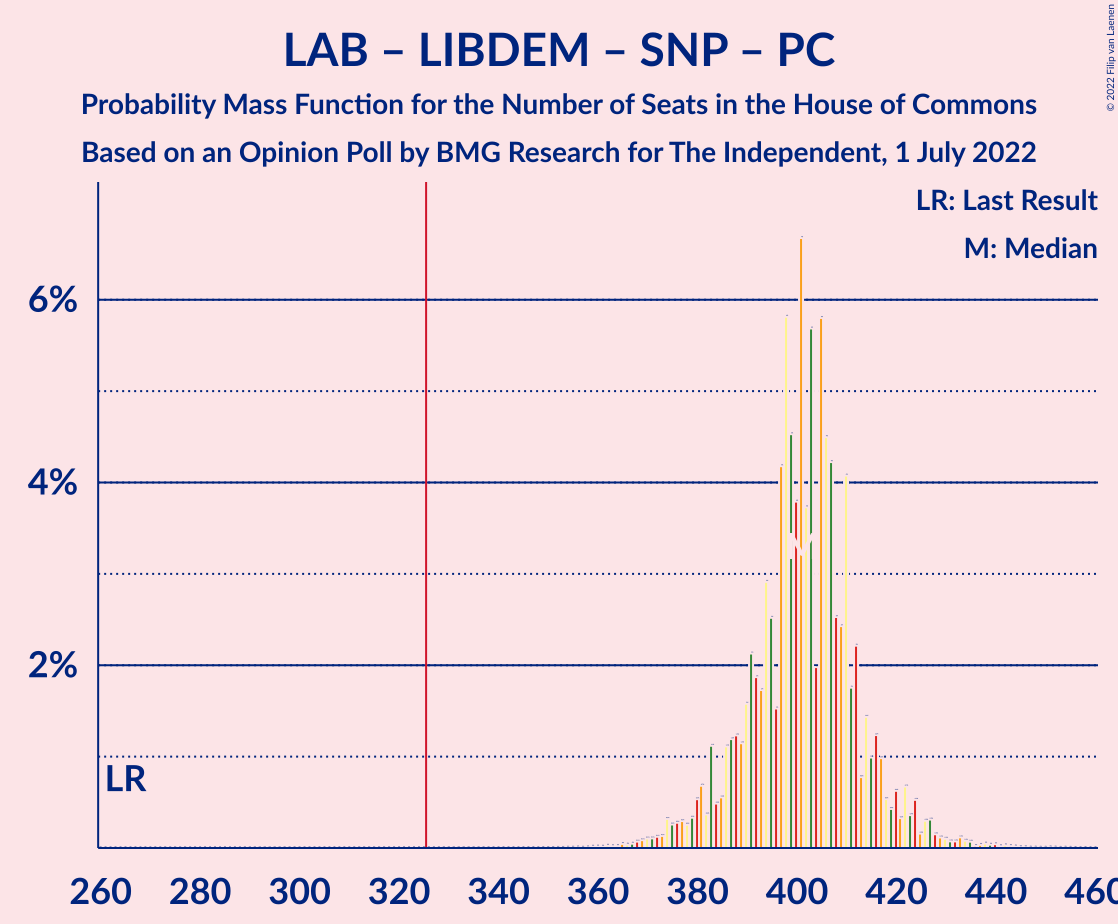 LAB – LIBDEM – SNP – PC
Probability Mass Function for the Number of Seats in the House of Commons
Based on an Opinion Poll by BMG Research for The Independent, 1 July 2022
© 2022 Filip van Laenen
LR: Last Result
M: Median
6%
4%
2%
M
LR
260 280 300 320 340 360 380 400 420 440 460